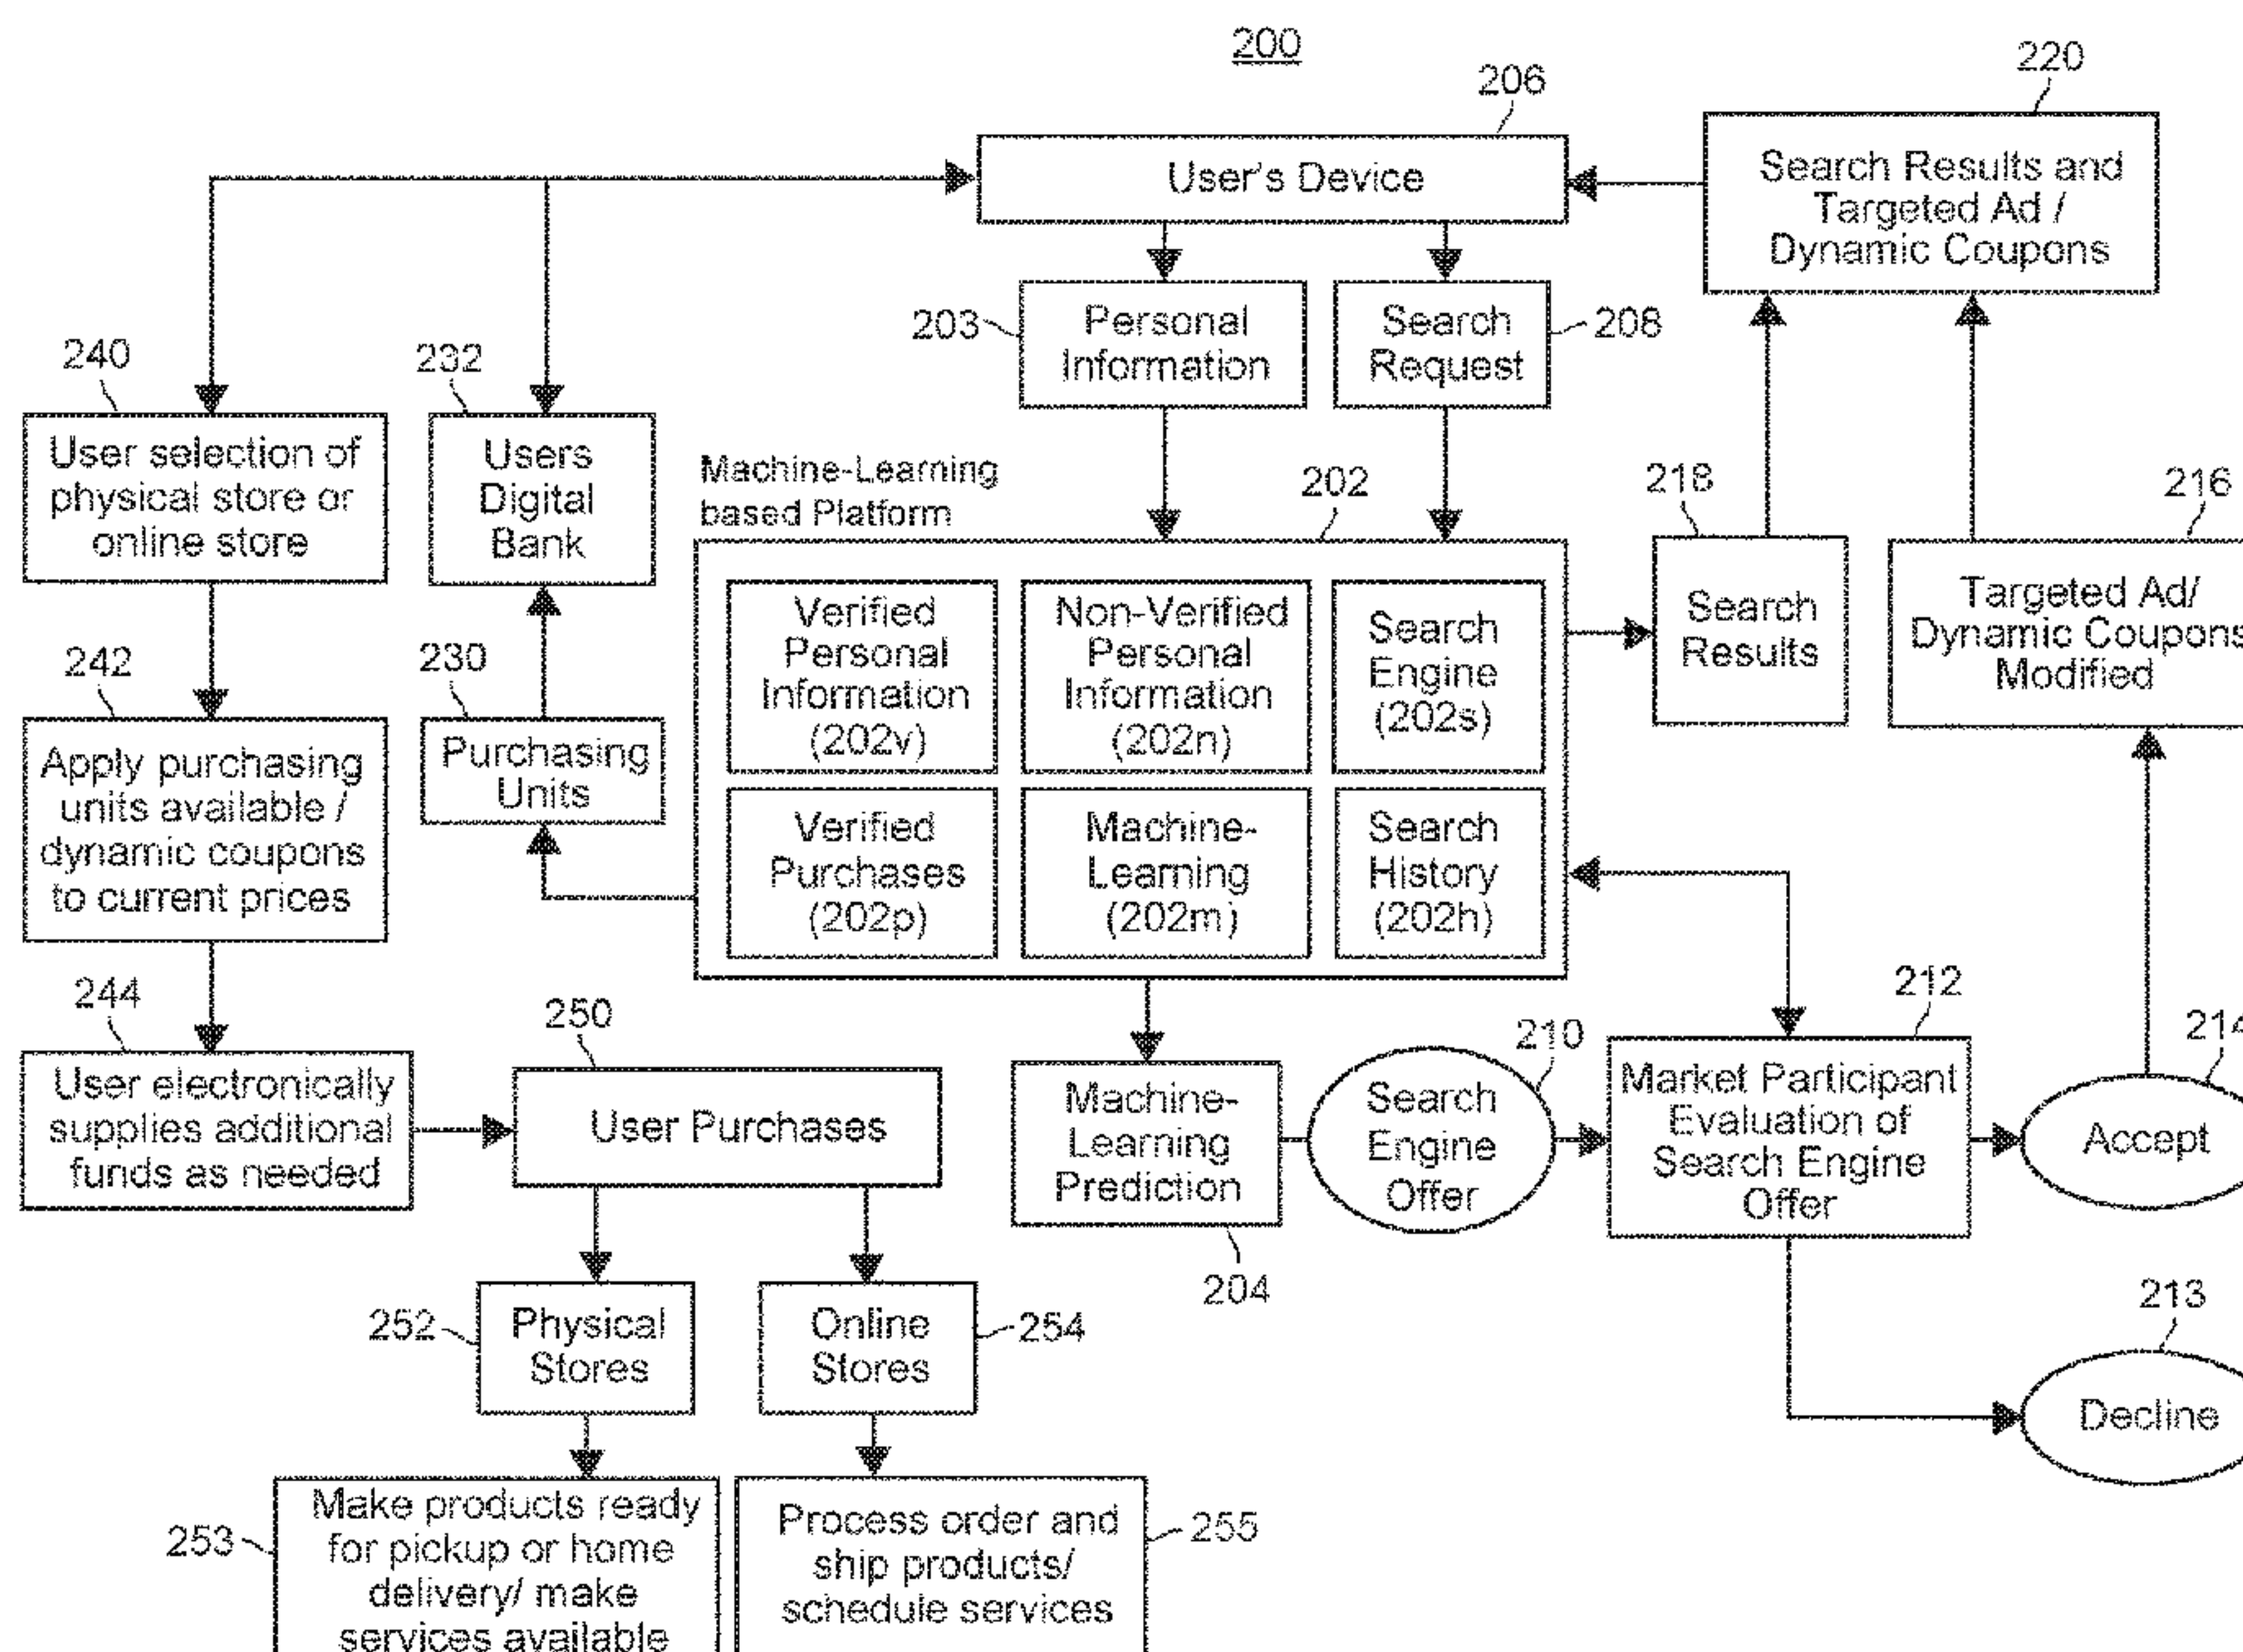 200
206
220
User's Device
Search Results and
Targeted Ad /
Dynamic Coupons
203
Personal
Information
Search
Request
208
240
232
User selection of
physical store or
online store
Users
Digital
Bank
Machine-Learning
based Platform
202
218
216
Verified
Personal
Information
(202v)
Non-Verified
Personal
Information
(202n)
Search
Engine
(202s)
Search
Results
Targeted Ad/
Dynamic Coupons
Modified
242
230
Apply purchasing
units available /
dynamic coupons
to current prices
Purchasing
Units
Verified
Purchases
(202p)
Machine-
Learning
(202m)
Search
History
(202h)
244
250
210
212
214
User electronically
supplies additional
funds as needed
User Purchases
Machine-
Learning
Prediction
Search
Engine
Offer
Market Participant
Evaluation of
Search Engine
Offer
Accept
204
213
252
Physical
Stores
Online
Stores
254
Decline
253
Make products ready
for pickup or home
delivery/ make
services available
Process order and
ship products/
schedule services
255